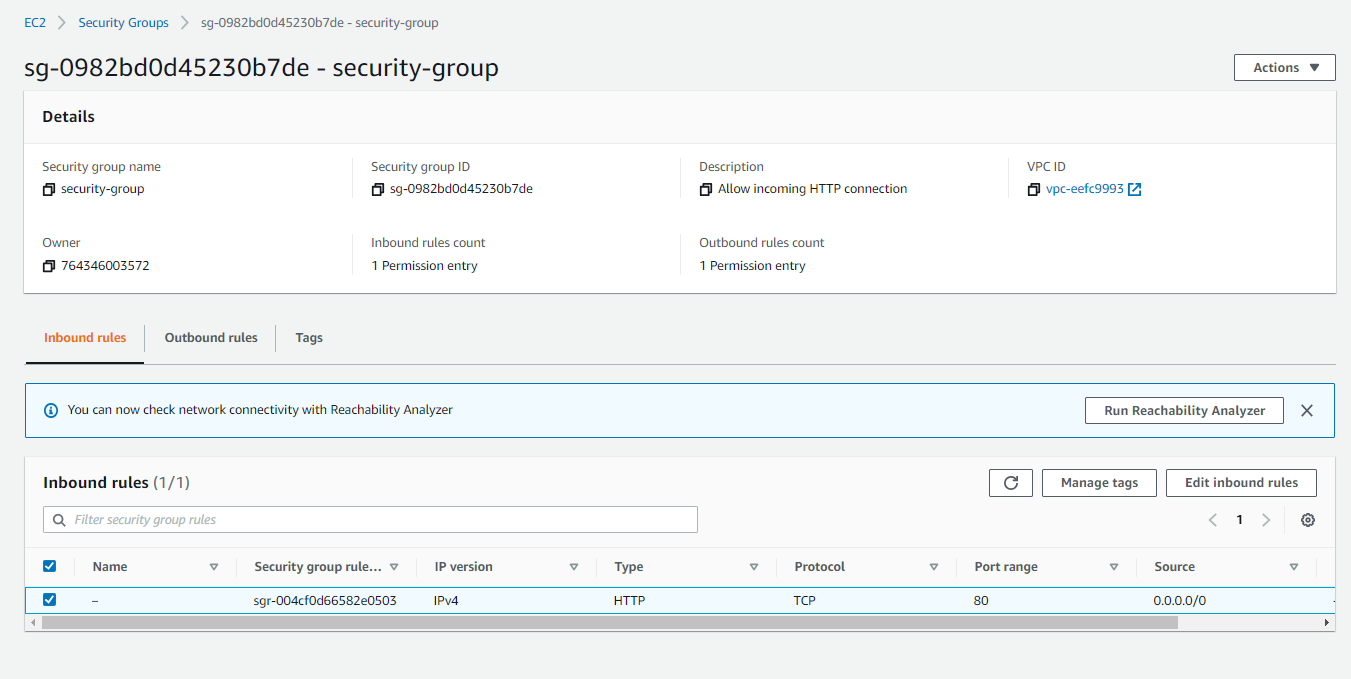 EC2 > Security Groups > sg-0982bd0d45230b7de - security-group
sg-0982bd0d45230b7de - security-group
Actions ▼
Details
Security group name Security group ID Description VPC ID
security-group sg-0982bd0d45230b7de Allow incoming HTTP connection vpc-eefc9993
Owner Inbound rules count Outbound rules count
764346003572 1 Permission entry 1 Permission entry
Inbound rules Outbound rules Tags
You can now check network connectivity with Reachability Analyzer Run Reachability Analyzer
Inbound rules (1/1) Manage tags Edit inbound rules
Filter security group rules 1
Name Security group rule... IP version Type Protocol Port range Source
– sgr-004cf0d66582e0503 IPv4 HTTP TCP 80 0.0.0.0/0